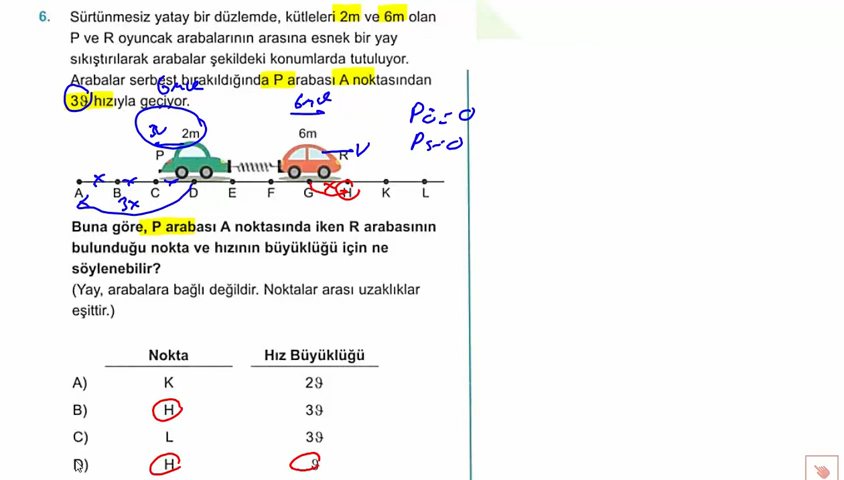 6. Sürtünmesiz yatay bir düzlemde, kütleleri 2m ve 6m olan
P ve R oyuncak arabalarının arasına esnek bir yay
sıkıştırılarak arabalar şekildeki konumlarda tutuluyor.
Arabalar serbest bırakıldığında P arabası A noktasından
3ϑ hızıyla geçiyor.
Pö=0
Ps=0
3ϑ 2m 6m
P R V
x x x
A B C D E F G H K L
3x x
Buna göre, P arabası A noktasında iken R arabasının
bulunduğu nokta ve hızının büyüklüğü için ne
söylenebilir?
(Yay, arabalara bağlı değildir. Noktalar arası uzaklıklar
eşittir.)
Nokta Hız Büyüklüğü
A) K 2ϑ
B) H 3ϑ
C) L 3ϑ
D) H ϑ